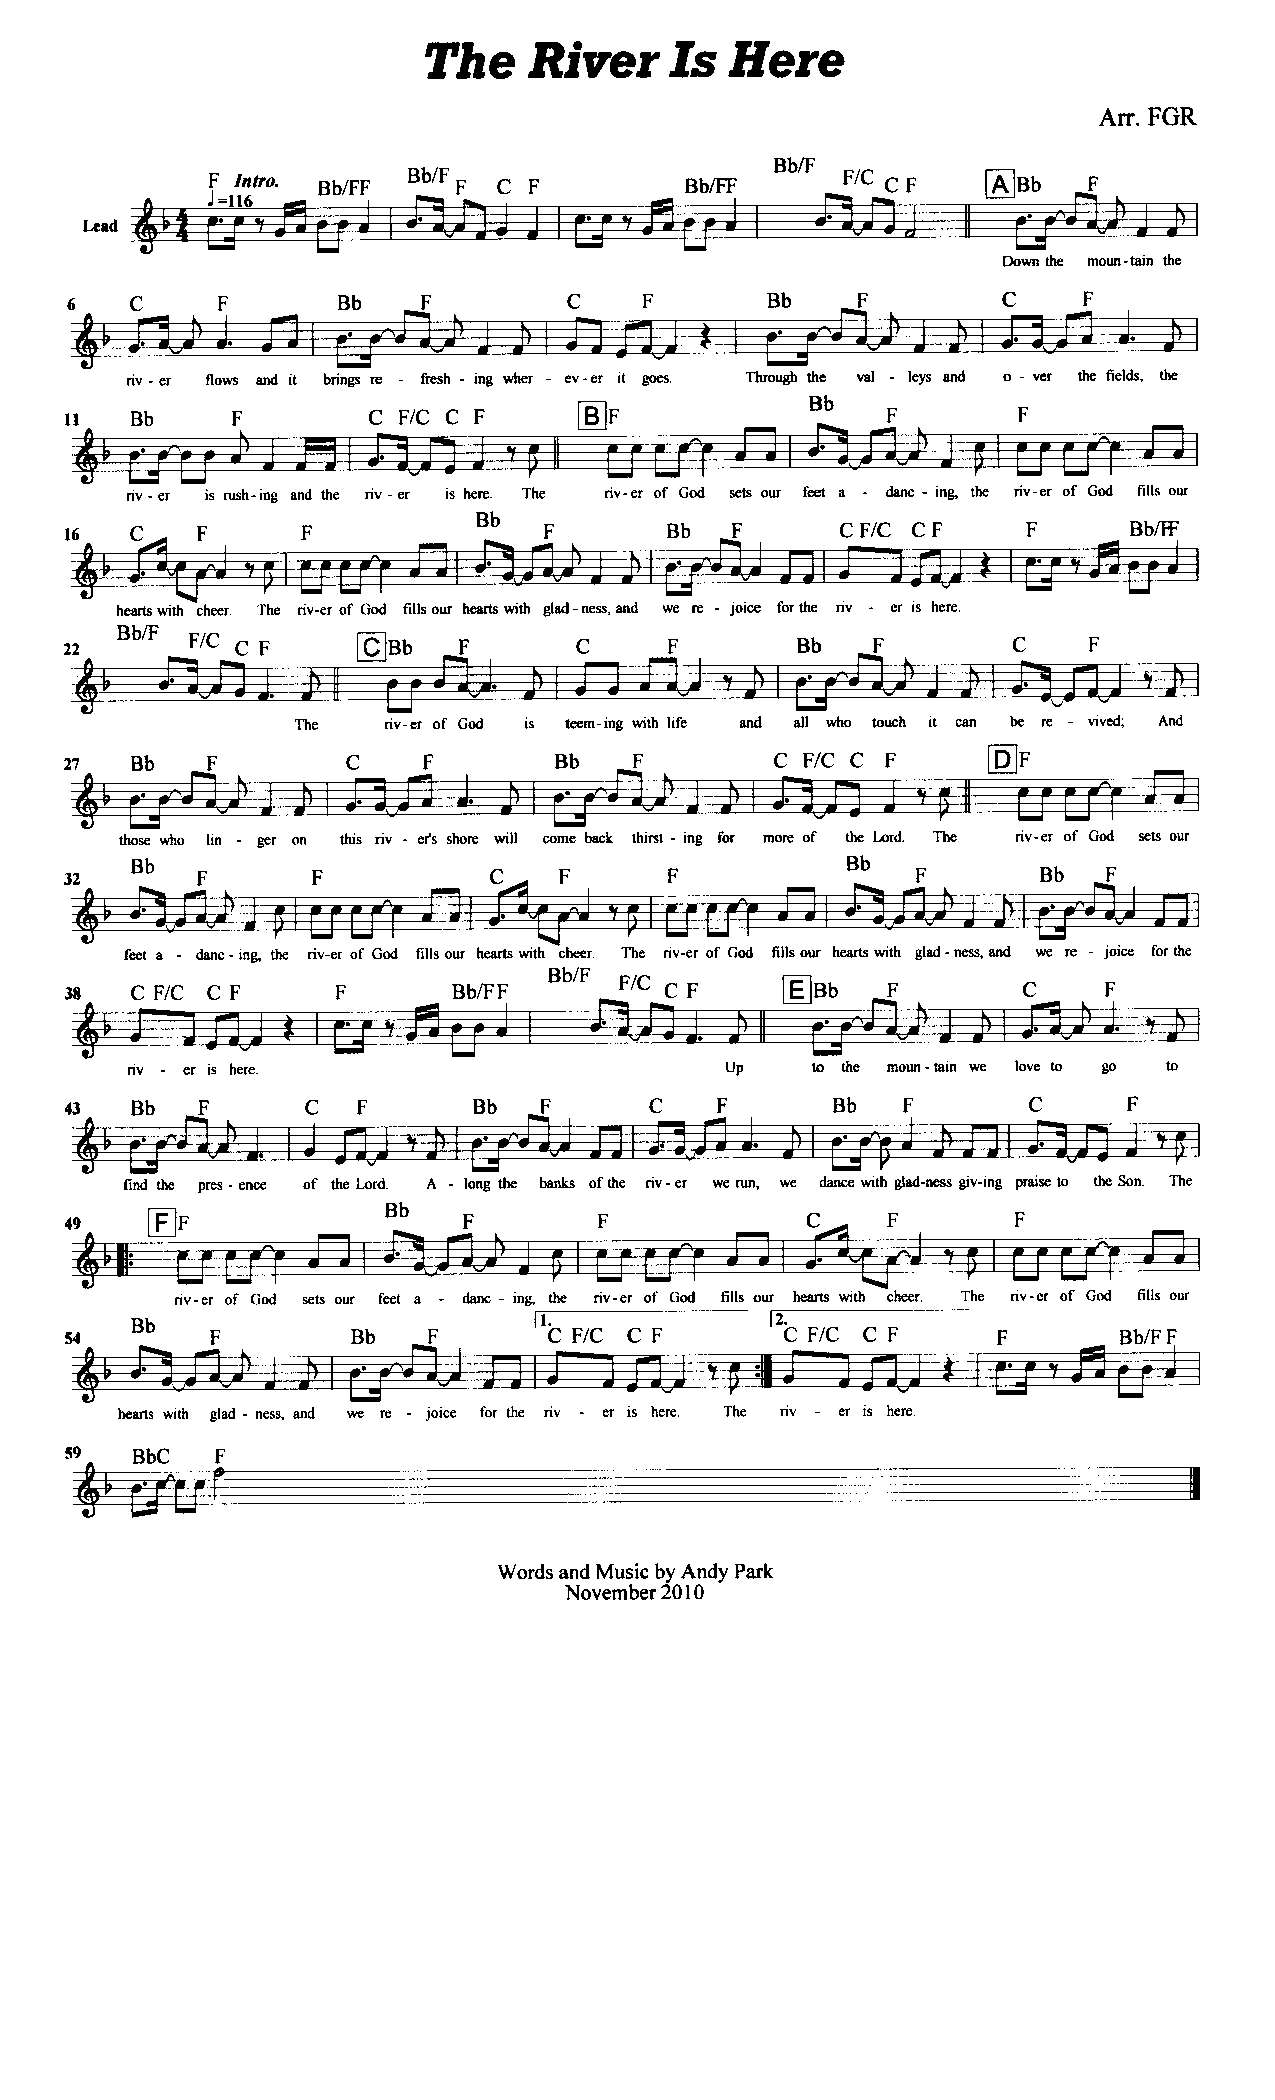 The River Is Here
Arr. FGR
F Intro. Bb/FF Bb/F F C F Bb/FF Bb/F F/C C F A Bb F
♩=116
Lead
4 4
Down the moun-tain the
6 C F Bb F C F Bb F C F
riv - er flows and it brings re - fresh - ing wher - ev - er it goes. Through the val - leys and o - ver the fields, the
11 Bb F C F/C C F B F Bb F F
riv - er is rush-ing and the riv - er is here. The riv-er of God sets our feet a - danc - ing, the riv-er of God fills our
16 C F F Bb F Bb F C F/C C F F Bb/FF
hearts with cheer. The riv-er of God fills our hearts with glad-ness, and we re - joice for the riv - er is here.
22 Bb/F F/C C F C Bb F C F Bb F C F
The riv-er of God is teem-ing with life and all who touch it can be re - vived; And
27 Bb F C F Bb F C F/C C F D F
those who lin - ger on this riv - er's shore will come back thirst - ing for more of the Lord. The riv-er of God sets our
32 Bb F F C F F Bb F Bb F
feet a - danc - ing, the riv-er of God fills our hearts with cheer. The riv-er of God fills our hearts with glad-ness, and we re - joice for the
38 C F/C C F F Bb/FF Bb/F F/C C F E Bb F C F
riv - er is here. Up to the moun-tain we love to go to
43 Bb F C F Bb F C F Bb F C F
find the pres - ence of the Lord. A - long the banks of the riv - er we run, we dance with glad-ness giv-ing praise to the Son. The
49 F F Bb F F C F F
riv-er of God sets our feet a - danc - ing, the riv-er of God fills our hearts with cheer. The riv-er of God fills our
54 Bb F Bb F 1. C F/C C F 2. C F/C C F F Bb/F F
hearts with glad - ness, and we re - joice for the riv - er is here. The riv - er is here.
59 BbC F
Words and Music by Andy Park
November 2010